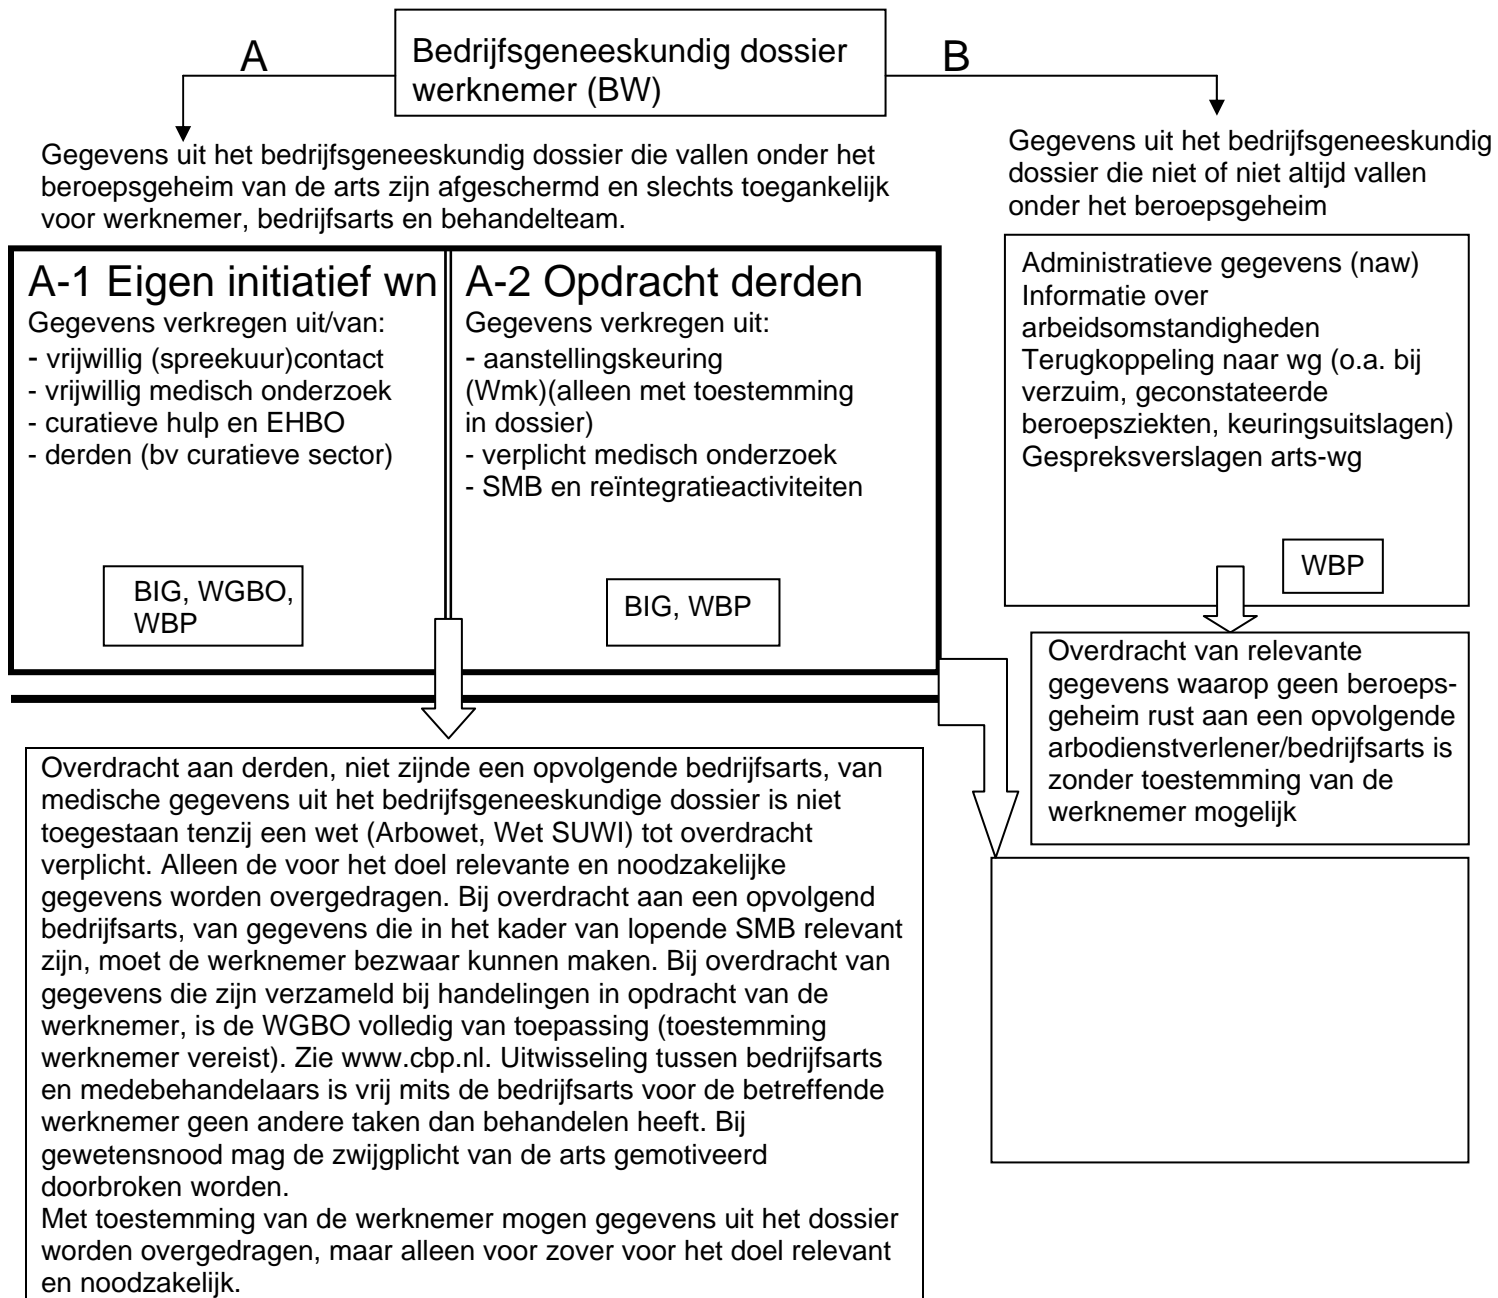 A
Bedrijfsgeneeskundig dossier
werknemer (BW)
B
Gegevens uit het bedrijfsgeneeskundig dossier die vallen onder het
beroepsgeheim van de arts zijn afgeschermd en slechts toegankelijk
voor werknemer, bedrijfsarts en behandelteam.
Gegevens uit het bedrijfsgeneeskundig
dossier die niet of niet altijd vallen
onder het beroepsgeheim
A-1 Eigen initiatief wn
Gegevens verkregen uit/van:
- vrijwillig (spreekuur)contact
- vrijwillig medisch onderzoek
- curatieve hulp en EHBO
- derden (bv curatieve sector)
BIG, WGBO,
WBP
A-2 Opdracht derden
Gegevens verkregen uit:
- aanstellingskeuring
(Wmk)(alleen met toestemming
in dossier)
- verplicht medisch onderzoek
- SMB en reïntegratieactiviteiten
BIG, WBP
Administratieve gegevens (naw)
Informatie over
arbeidsomstandigheden
Terugkoppeling naar wg (o.a. bij
verzuim, geconstateerde
beroepsziekten, keuringsuitslagen)
Gespreksverslagen arts-wg
WBP
Overdracht van relevante
gegevens waarop geen beroeps-
geheim rust aan een opvolgende
arbodienstverlener/bedrijfsarts is
zonder toestemming van de
werknemer mogelijk
Overdracht aan derden, niet zijnde een opvolgende bedrijfsarts, van
medische gegevens uit het bedrijfsgeneeskundige dossier is niet
toegestaan tenzij een wet (Arbowet, Wet SUWI) tot overdracht
verplicht. Alleen de voor het doel relevante en noodzakelijke
gegevens worden overgedragen. Bij overdracht aan een opvolgend
bedrijfsarts, van gegevens die in het kader van lopende SMB relevant
zijn, moet de werknemer bezwaar kunnen maken. Bij overdracht van
gegevens die zijn verzameld bij handelingen in opdracht van de
werknemer, is de WGBO volledig van toepassing (toestemming
werknemer vereist). Zie www.cbp.nl. Uitwisseling tussen bedrijfsarts
en medebehandelaars is vrij mits de bedrijfsarts voor de betreffende
werknemer geen andere taken dan behandelen heeft. Bij
gewetensnood mag de zwijgplicht van de arts gemotiveerd
doorbroken worden.
Met toestemming van de werknemer mogen gegevens uit het dossier
worden overgedragen, maar alleen voor zover voor het doel relevant
en noodzakelijk.